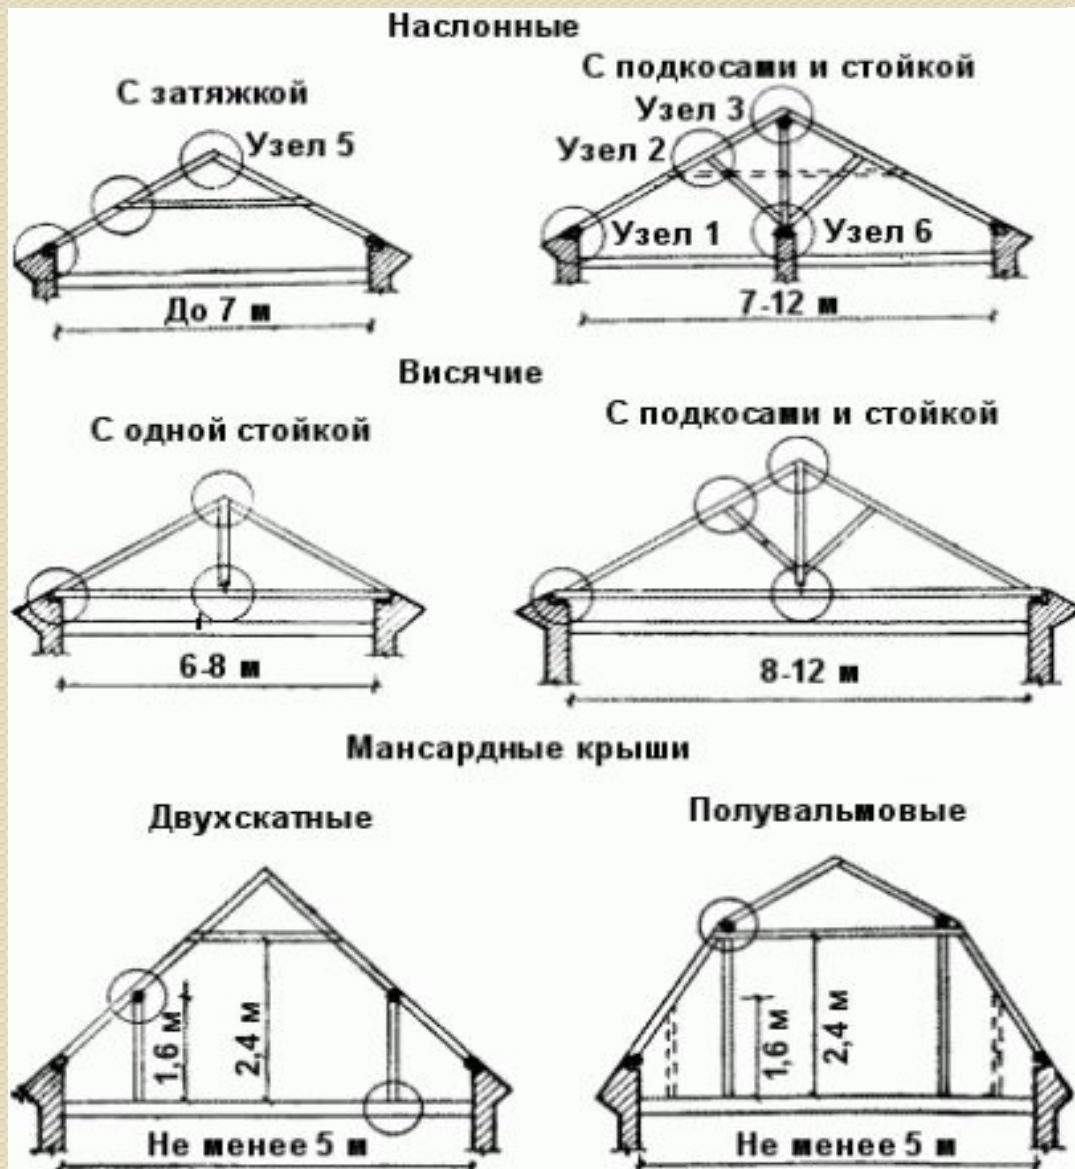 Наслонные
С затяжкой
Узел 5
До 7 м
С подкосами и стойкой
Узел 3
Узел 2
Узел 1
Узел 6
7-12 м
Висячие
С одной стойкой
6-8 м
С подкосами и стойкой
8-12 м
Мансардные крыши
Двухскатные
1,6 м
2,4 м
Не менее 5 м
Полувальмовые
1,6 м
2,4 м
Не менее 5 м